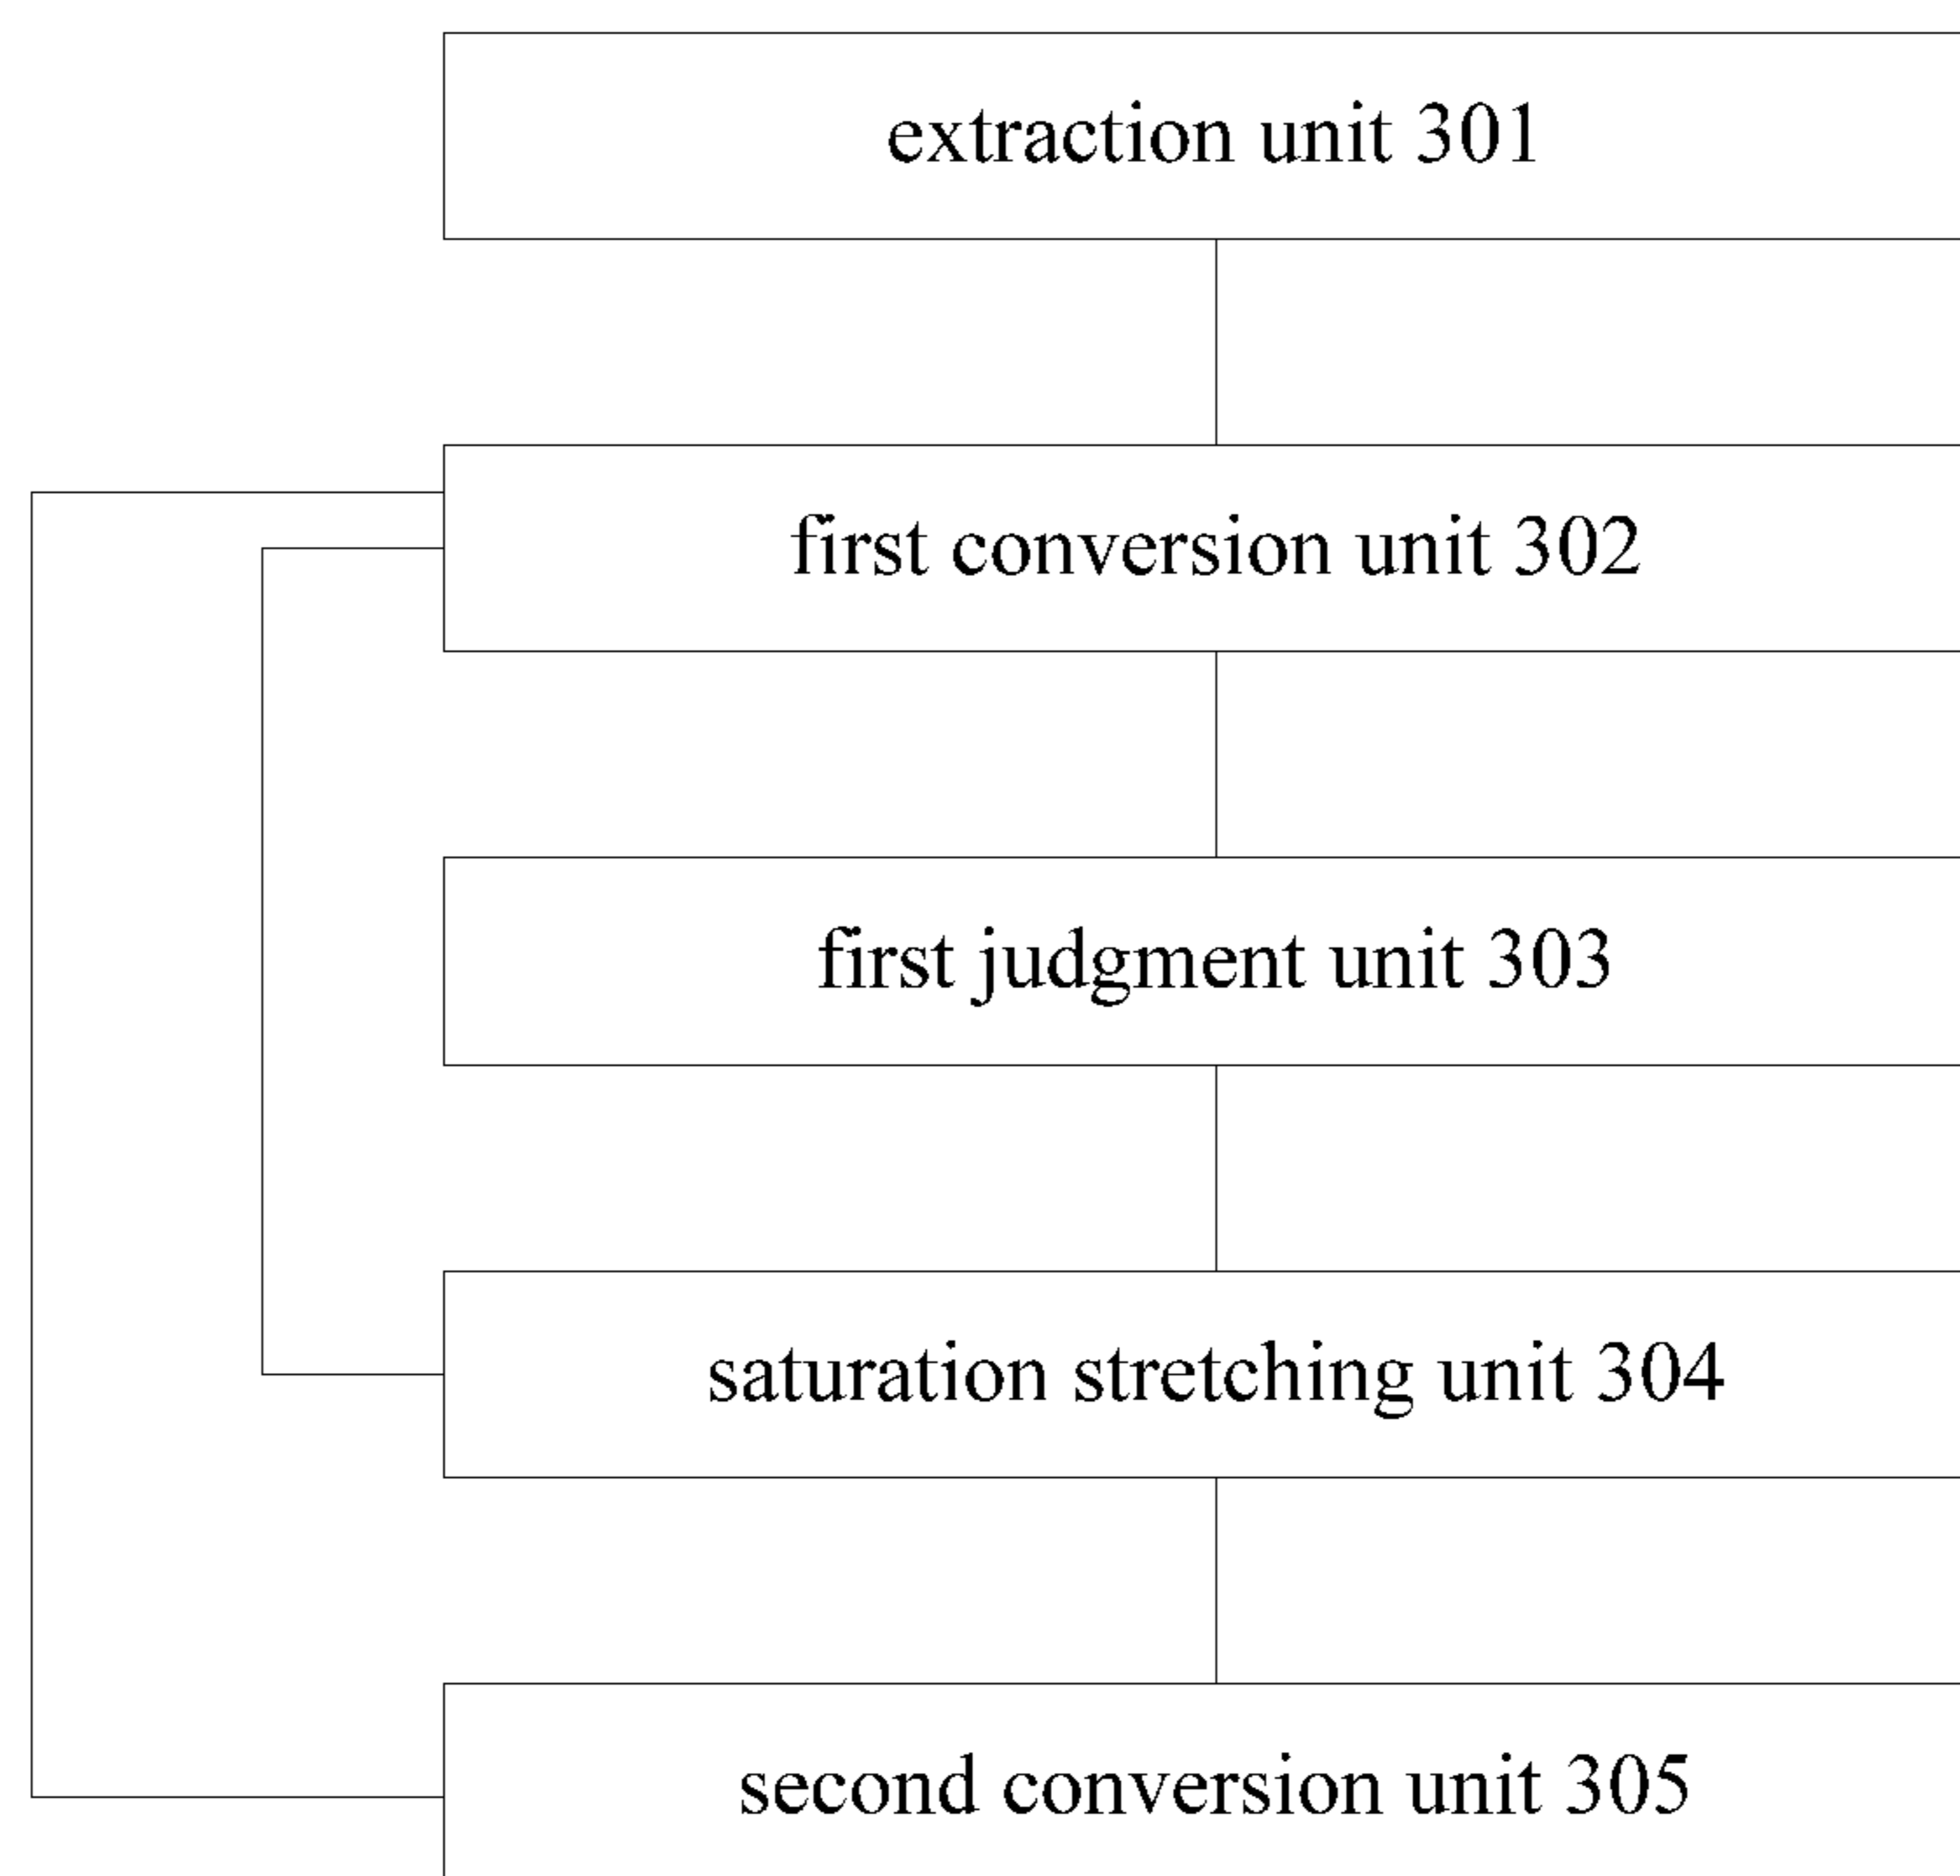 extraction unit 301
first conversion unit 302
first judgment unit 303
saturation stretching unit 304
second conversion unit 305